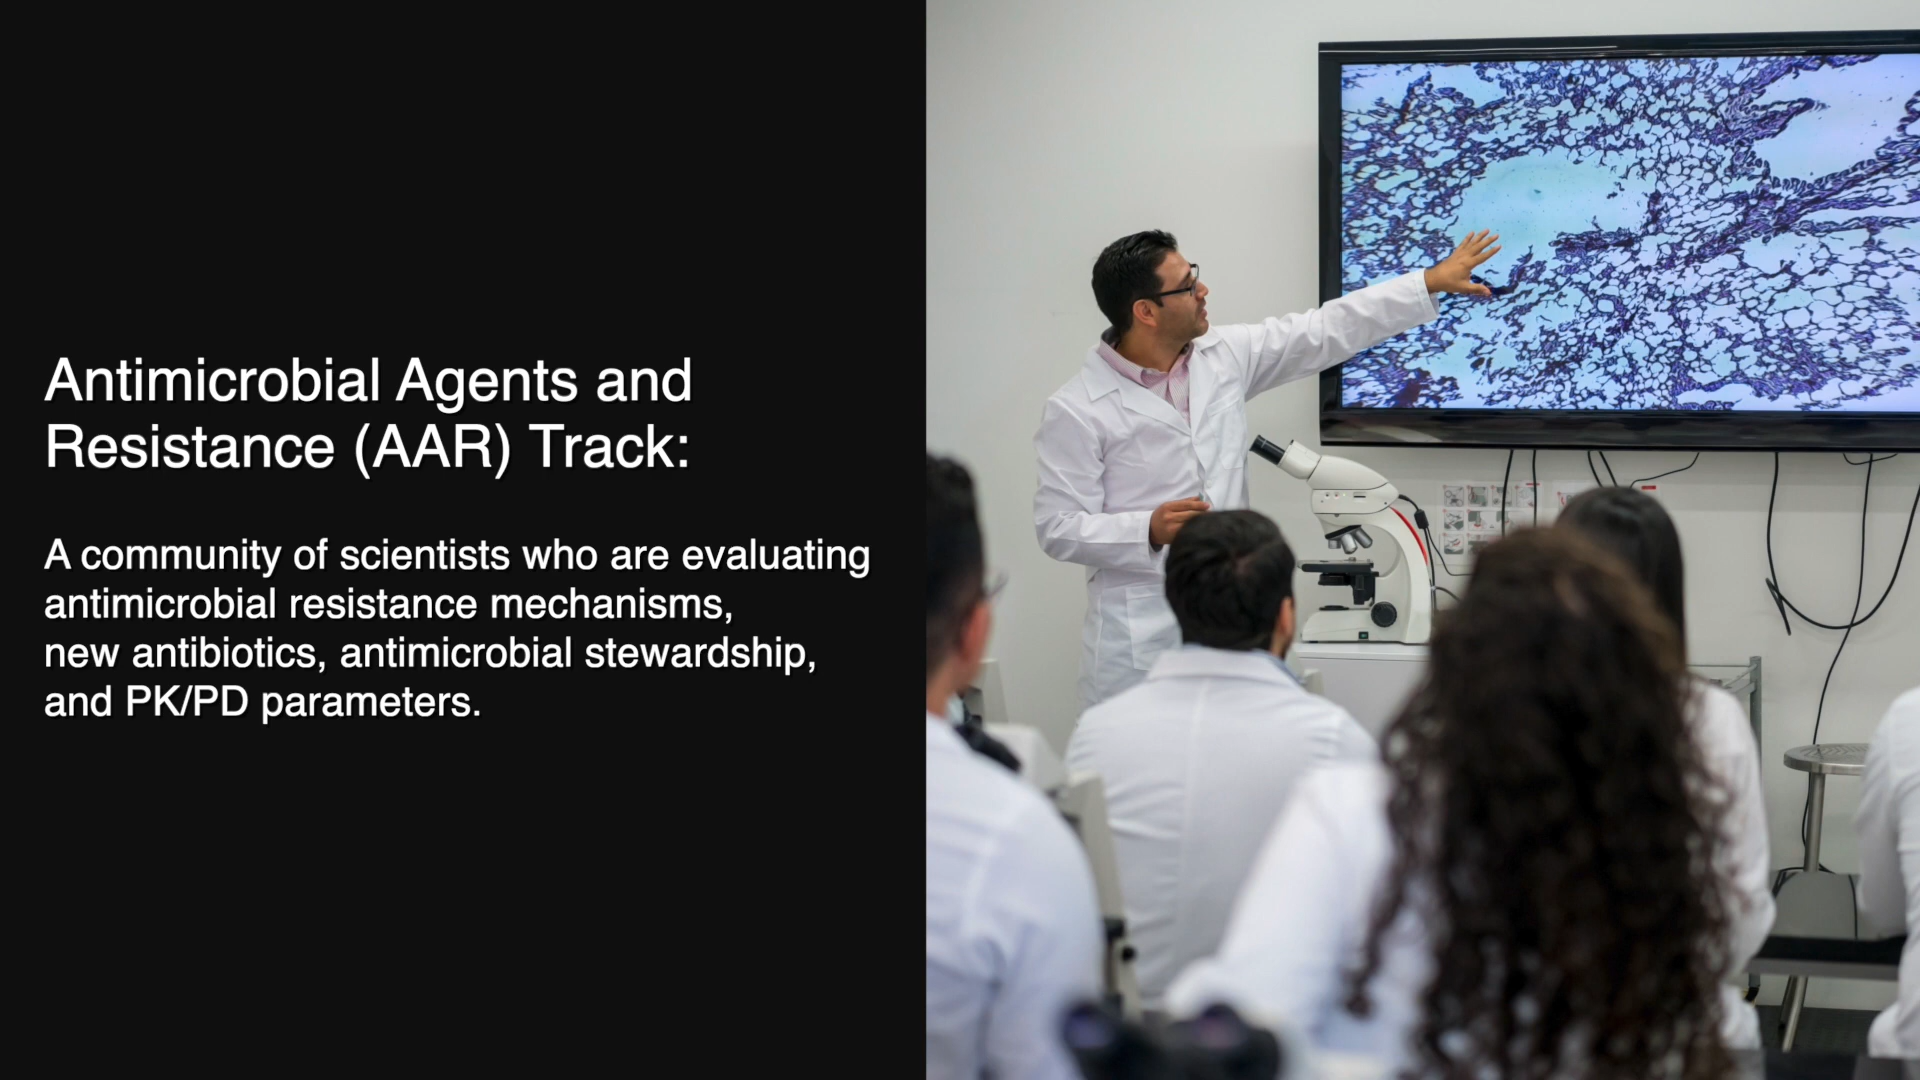 Antimicrobial Agents and
Resistance (AAR) Track:
A community of scientists who are evaluating
antimicrobial resistance mechanisms,
new antibiotics, antimicrobial stewardship,
and PK/PD parameters.